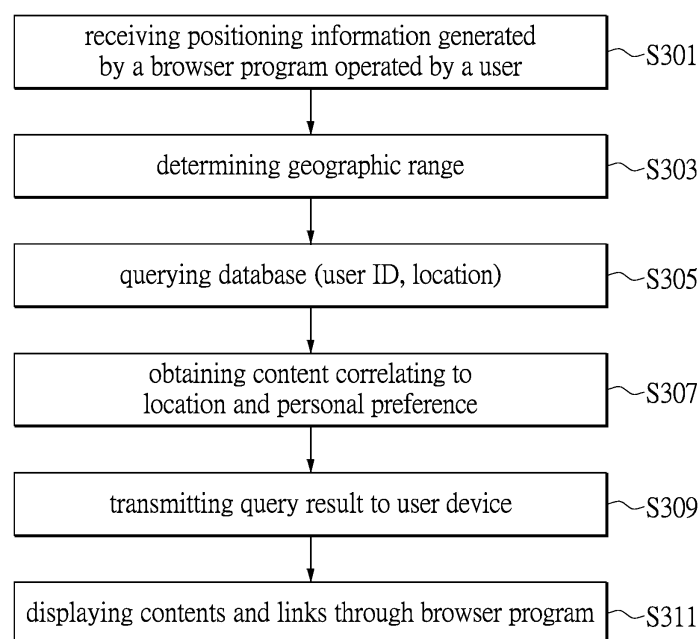 receiving positioning information generated
by a browser program operated by a user
S301
determining geographic range
S303
querying database (user ID, location)
S305
obtaining content correlating to
location and personal preference
S307
transmitting query result to user device
S309
displaying contents and links through browser program
S311